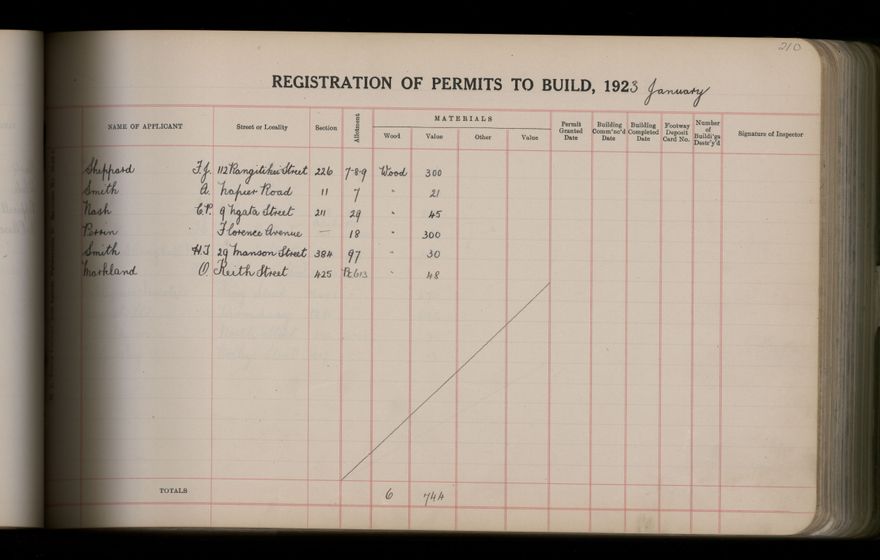 210
REGISTRATION OF PERMITS TO BUILD, 1923 January
NAME OF APPLICANT Street or Locality Section Allotment MATERIALS Wood Value Other Value Permit Granted Date Building Comm'nc'd Date Building Completed Date Footway Deposit Card No. Number of Buildi'gs Destr'y'd Signature of Inspector
Sheppard F.J. 112 Rangitikei Street 226 7-8-9 Wood 300
Smith A. Napier Road 11 7 " 21
Nash C.P. 9 Ngata Street 211 29 " 45
Perrin Florence Avenue — 18 " 300
Smith H.J 29 Manson Street 384 97 " 30
Markland O. Keith Street 425 Pt 613 " 48
TOTALS 6 744